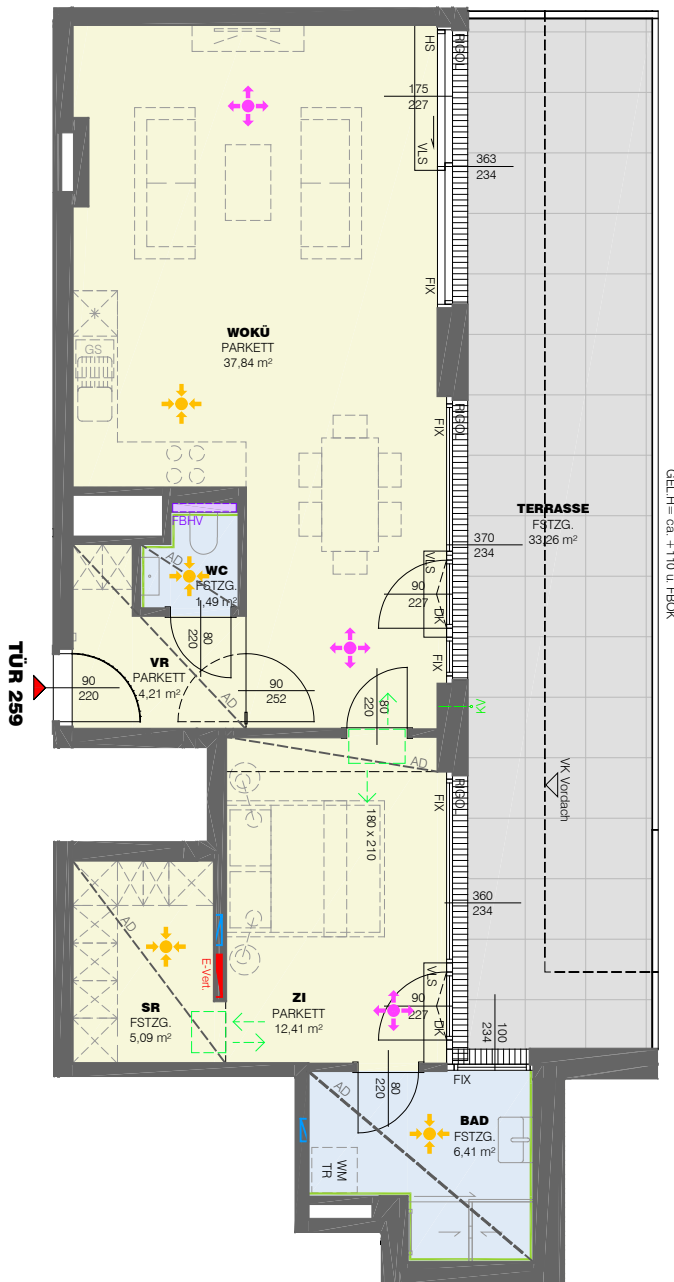 HS
RIGOL
175
227
VLS
363
234
FIX
WOKÜ
PARKETT
37,84 m²
GS
RIGOL
FIX
GEL.H= ca. +110 ü. FBOK
TERRASSE
FSTZG.
33,26 m²
FBHV
AD
WC
FSTZG.
1,49 m²
370
234
VLS
90
227
DK
FIX
80
220
VR
PARKETT
4,21 m²
AD
90
252
90
220
TÜR 259
80
220
KV
AD
VK Vordach
RIGOL
FIX
180 x 210
360
234
AD
E-Vert.
SR
FSTZG.
5,09 m²
ZI
PARKETT
12,41 m²
VLS
90
227
DK
100
234
FIX
80
220
AD
BAD
FSTZG.
6,41 m²
WM
TR